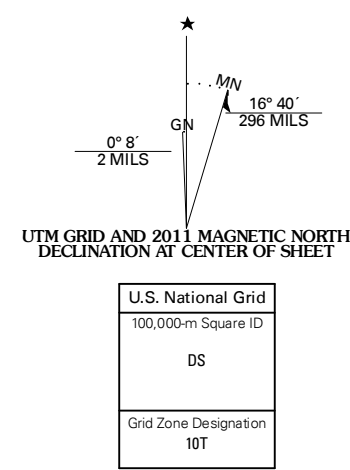 MN
GN
16° 40´
296 MILS
0° 8´
2 MILS
UTM GRID AND 2011 MAGNETIC NORTH
DECLINATION AT CENTER OF SHEET
U.S. National Grid
100,000-m Square ID
DS
Grid Zone Designation
10T